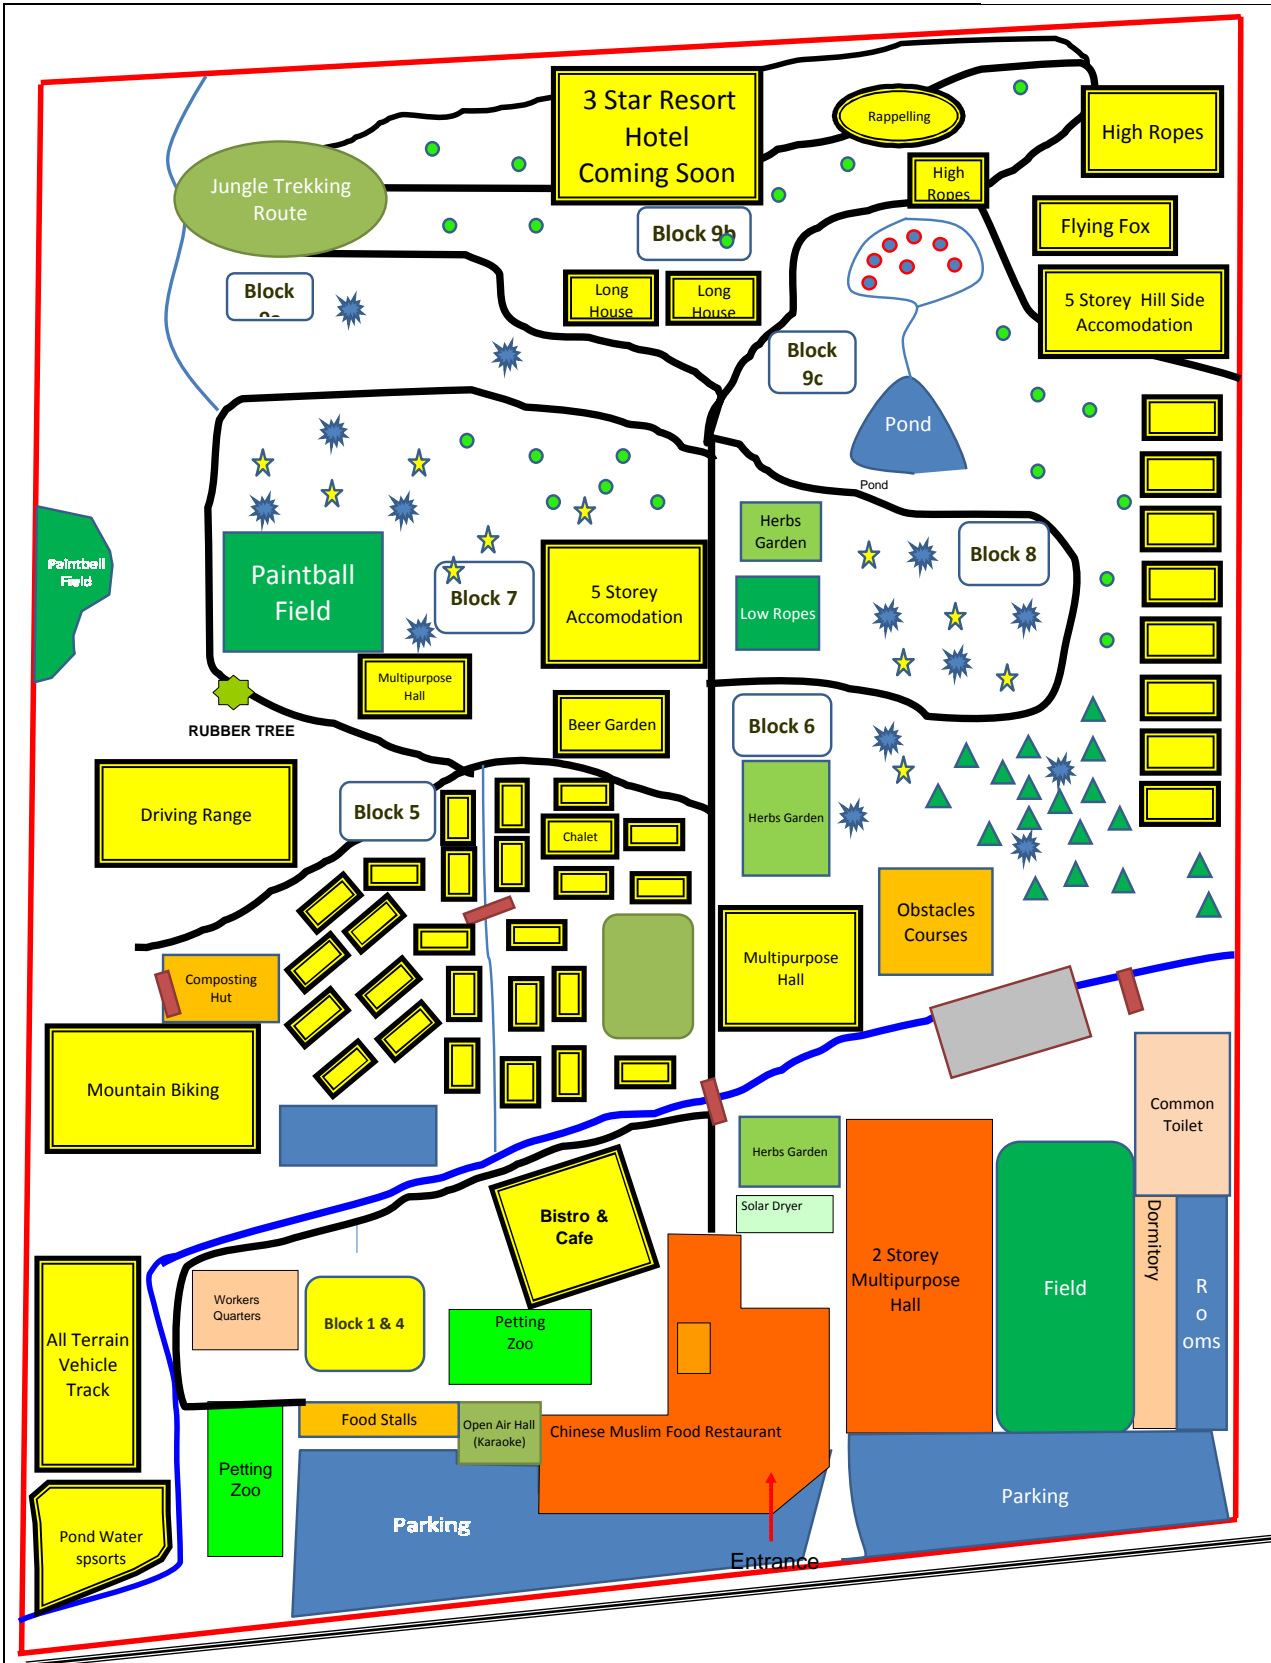 3 Star Resort
Hotel
Coming Soon
Rappelling
High Ropes
High
Ropes
Jungle Trekking
Route
Flying Fox
Block 9b
Block
Long
House
Long
House
5 Storey Hill Side
Accomodation
Block
9c
Pond
Pond
Herbs
Garden
Block 8
Paintball
Field
Paintball
Field
Block 7
5 Storey
Accomodation
Low Ropes
Multipurpose
Hall
RUBBER TREE
Beer Garden
Block 6
Driving Range
Block 5
Chalet
Herbs Garden
Obstacles
Courses
Multipurpose
Hall
Composting
Hut
Mountain Biking
Common
Toilet
Herbs Garden
Solar Dryer
Bistro &
Cafe
2 Storey
Multipurpose
Hall
Field
Dormitory
R
o
oms
Workers
Quarters
Block 1 & 4
Petting
Zoo
All Terrain
Vehicle
Track
Food Stalls
Open Air Hall
(Karaoke)
Chinese Muslim Food Restaurant
Petting
Zoo
Parking
Parking
Pond Water
spsorts
Entrance